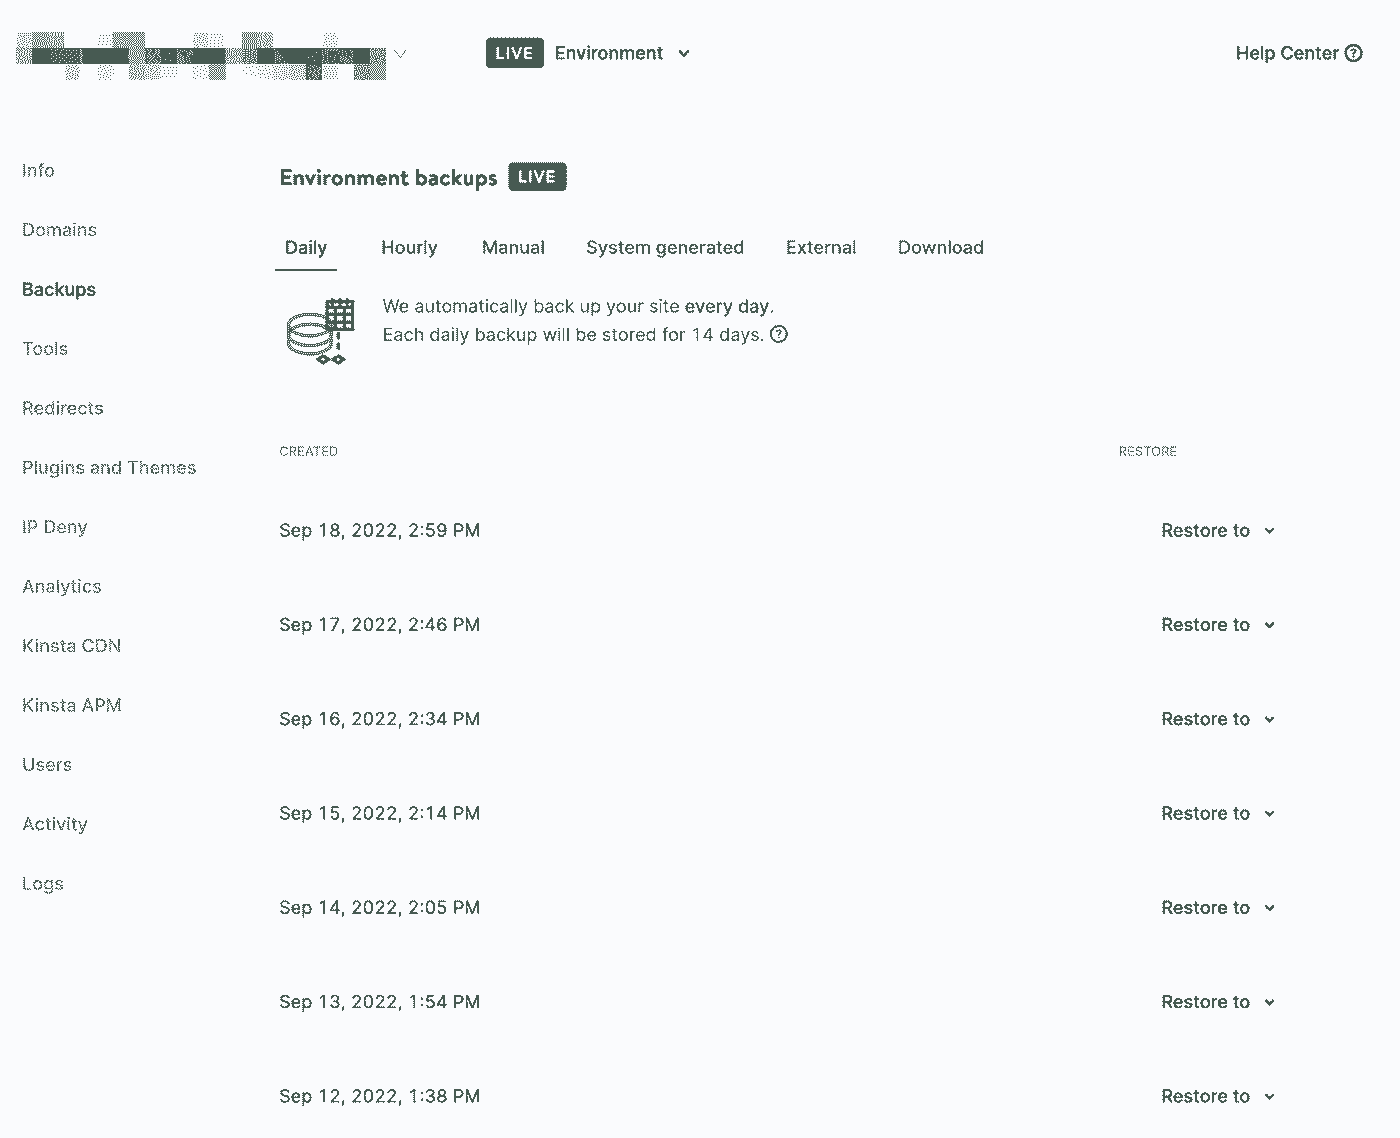 LIVE Environment
Help Center
Info
Domains
Backups
Tools
Redirects
Plugins and Themes
IP Deny
Analytics
Kinsta CDN
Kinsta APM
Users
Activity
Logs
Environment backups LIVE
Daily Hourly Manual System generated External Download
We automatically back up your site every day.
Each daily backup will be stored for 14 days.
CREATED RESTORE
Sep 18, 2022, 2:59 PM Restore to
Sep 17, 2022, 2:46 PM Restore to
Sep 16, 2022, 2:34 PM Restore to
Sep 15, 2022, 2:14 PM Restore to
Sep 14, 2022, 2:05 PM Restore to
Sep 13, 2022, 1:54 PM Restore to
Sep 12, 2022, 1:38 PM Restore to